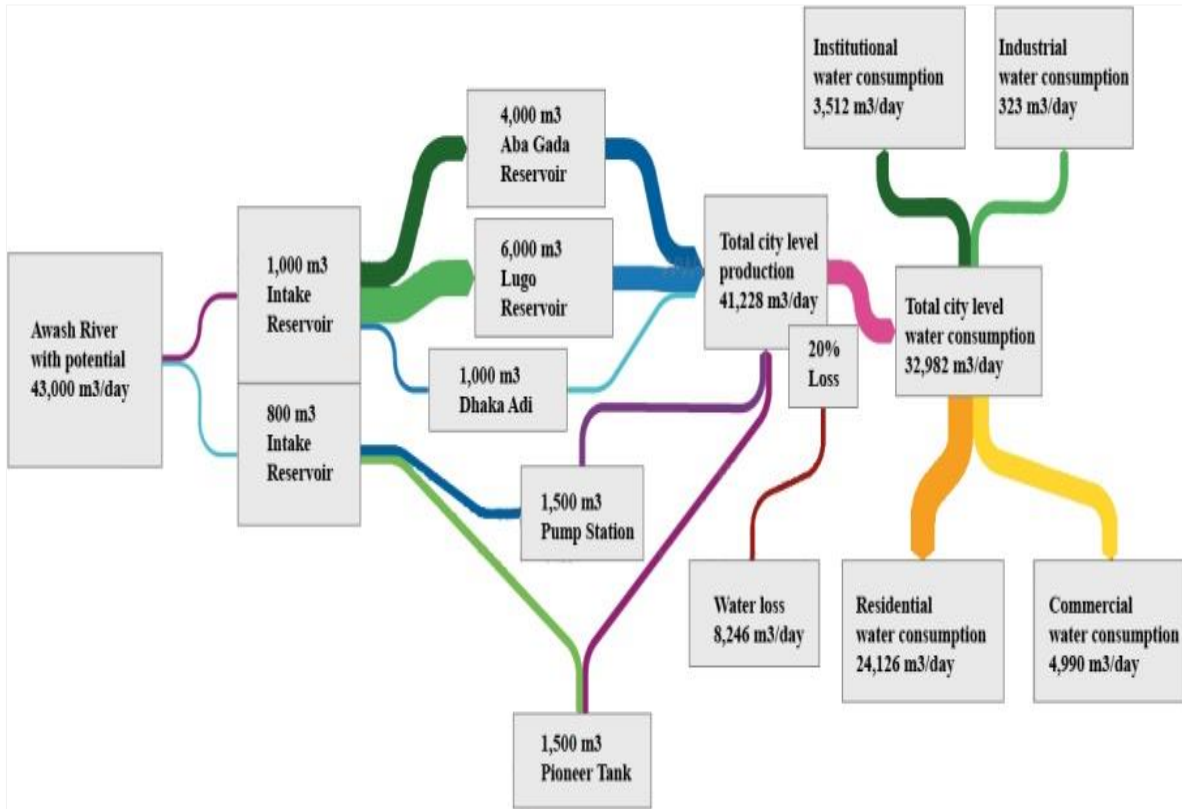 Awash River
with potential
43,000 m3/day
1,000 m3
Intake
Reservoir
800 m3
Intake
Reservoir
4,000 m3
Aba Gada
Reservoir
6,000 m3
Lugo
Reservoir
1,000 m3
Dhaka Adi
1,500 m3
Pump Station
1,500 m3
Pioneer Tank
Total city level
production
41,228 m3/day
20%
Loss
Water loss
8,246 m3/day
Institutional
water consumption
3,512 m3/day
Industrial
water consumption
323 m3/day
Total city level
water consumption
32,982 m3/day
Residential
water consumption
24,126 m3/day
Commercial
water consumption
4,990 m3/day